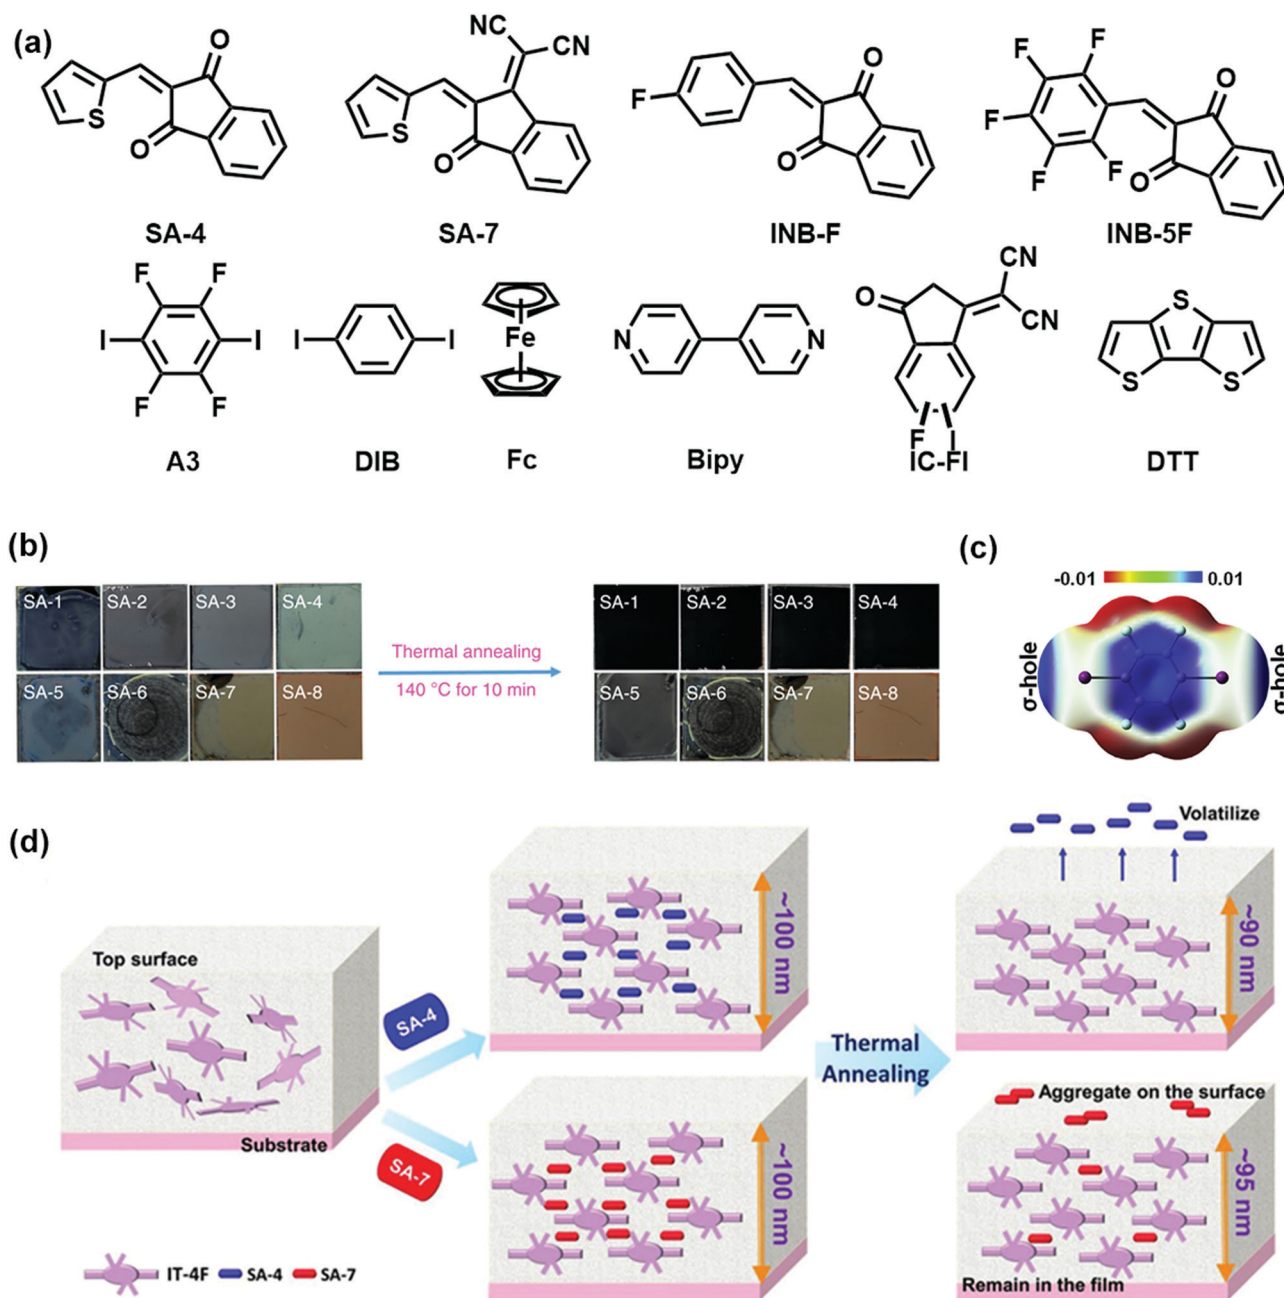 (a)
O
O
S
SA-4
NC
CN
O
S
SA-7
F
O
O
INB-F
F
F
F
F
F
O
O
INB-5F
F
F
I
I
F
F
A3
I
I
DIB
Fe
Fc
N
N
Bipy
O
CN
CN
F
I
IC-FI
S
S
S
DTT
(b)
SA-1
SA-2
SA-3
SA-4
SA-5
SA-6
SA-7
SA-8
Thermal annealing
140 °C for 10 min
SA-1
SA-2
SA-3
SA-4
SA-5
SA-6
SA-7
SA-8
(c)
-0.01
0.01
σ-hole
σ-hole
(d)
Top surface
Substrate
SA-4
SA-7
~100 nm
~100 nm
Thermal
Annealing
Volatilize
~90 nm
Aggregate on the surface
~95 nm
Remain in the film
IT-4F
SA-4
SA-7